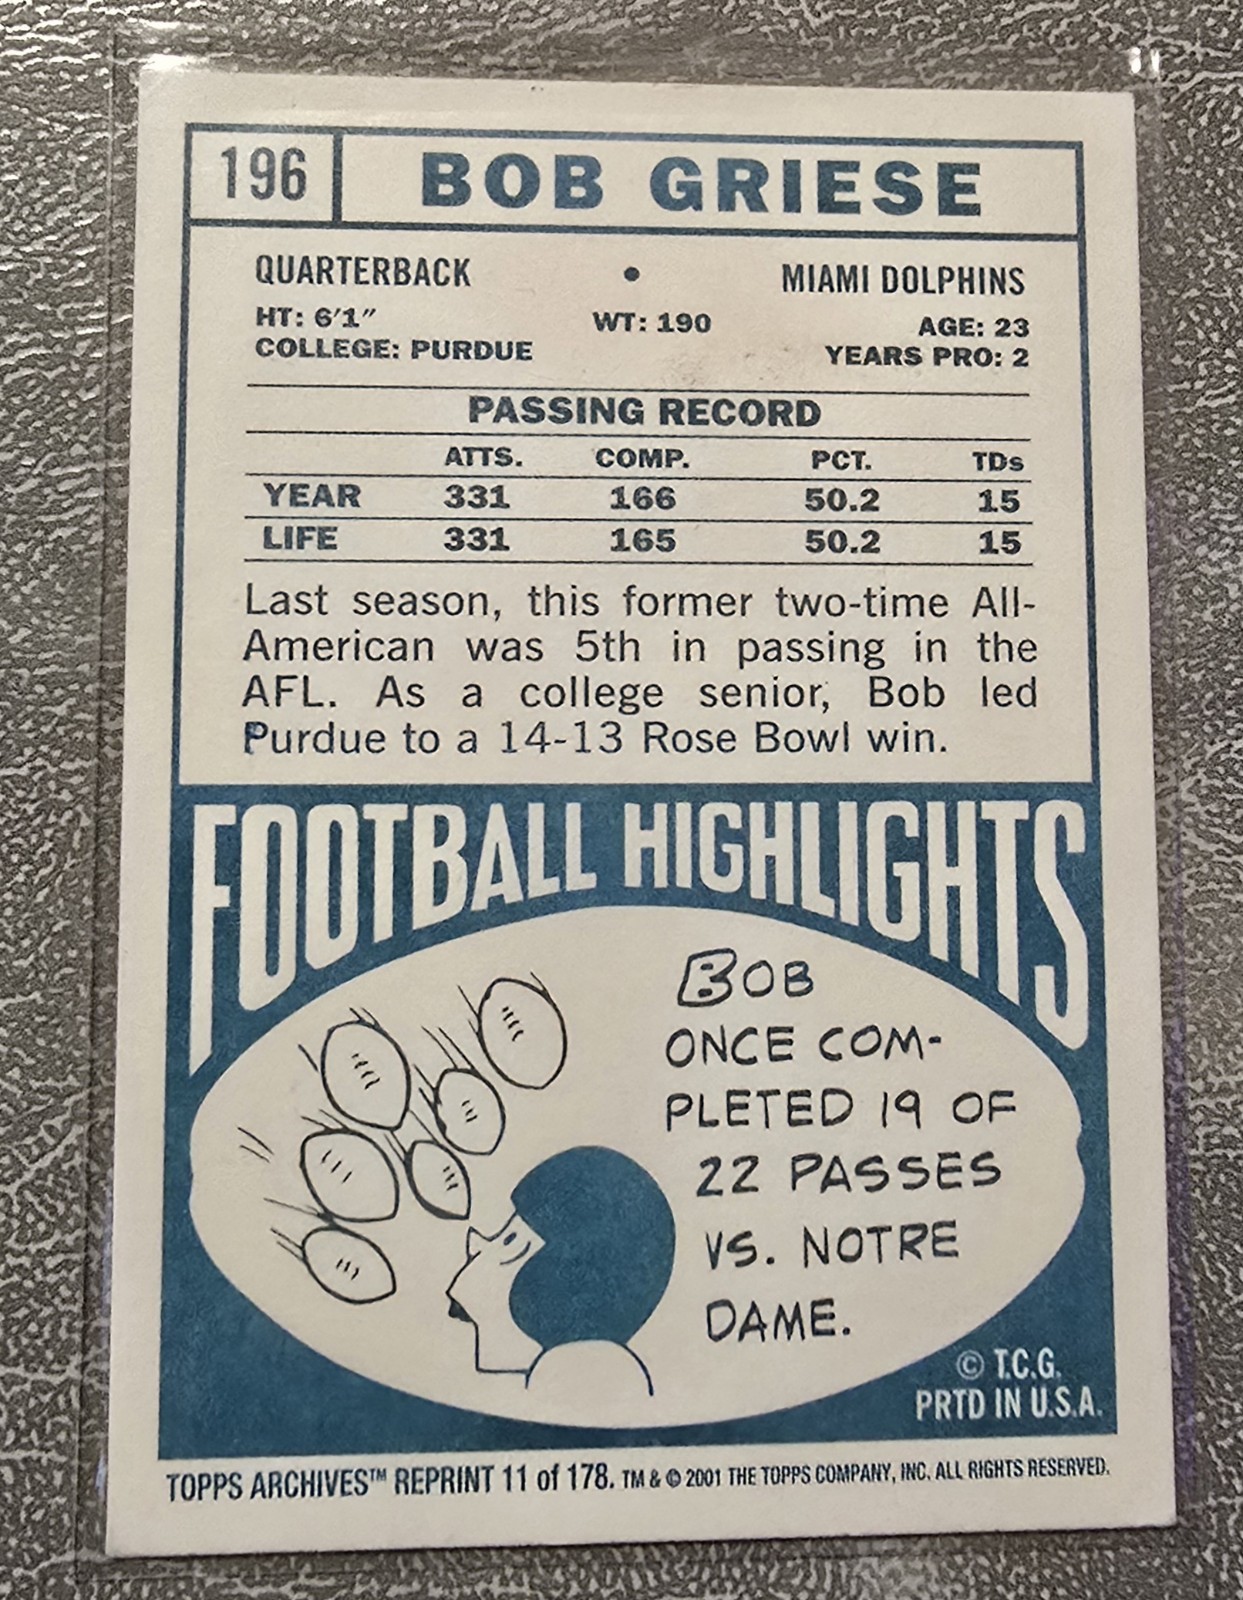 196 BOB GRIESE
QUARTERBACK • MIAMI DOLPHINS
HT: 6'1" WT: 190 AGE: 23
COLLEGE: PURDUE YEARS PRO: 2
PASSING RECORD
ATTS. COMP. PCT. TDs
YEAR 331 166 50.2 15
LIFE 331 165 50.2 15
Last season, this former two-time All-
American was 5th in passing in the
AFL. As a college senior, Bob led
Purdue to a 14-13 Rose Bowl win.
FOOTBALL HIGHLIGHTS
BOB
ONCE COM-
PLETED 19 OF
22 PASSES
VS. NOTRE
DAME.
© T.C.G.
PRTD IN U.S.A.
TOPPS ARCHIVES™ REPRINT 11 of 178. TM & © 2001 THE TOPPS COMPANY, INC. ALL RIGHTS RESERVED.